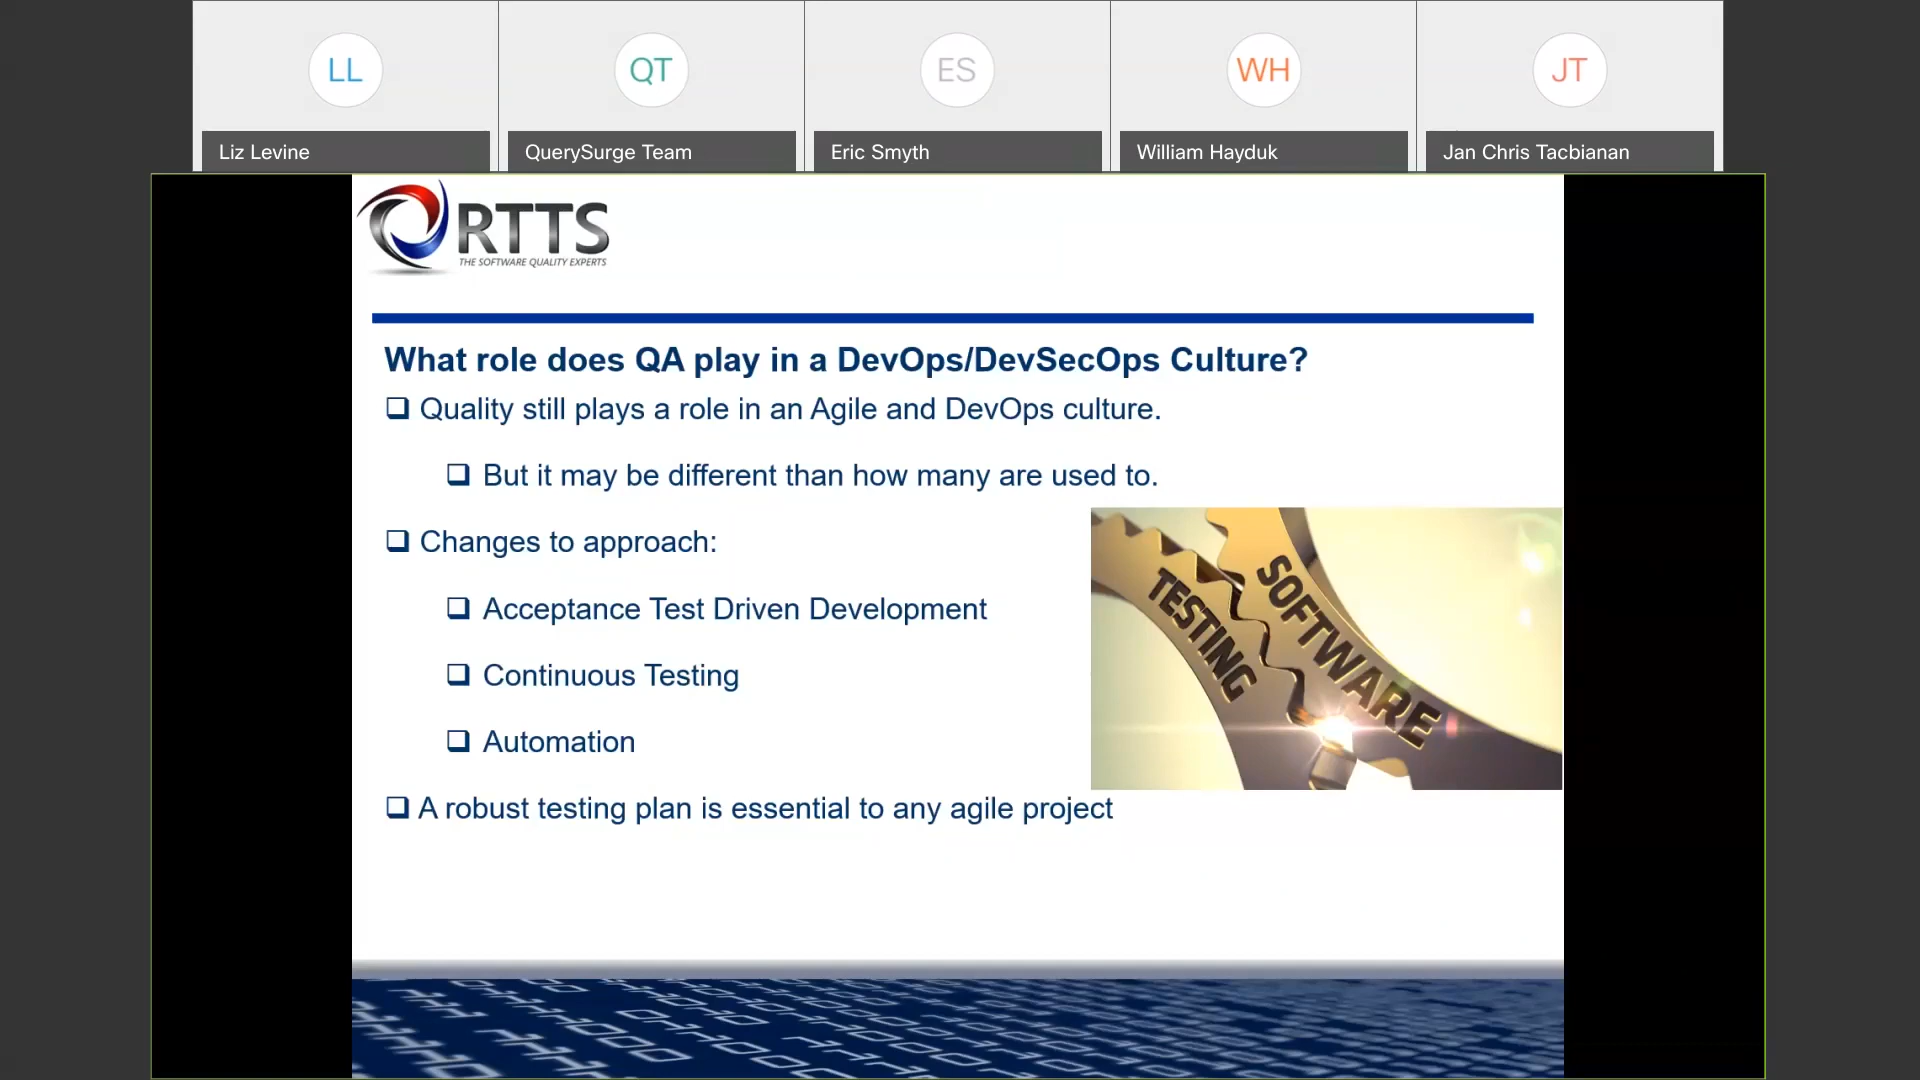 LL
QT
ES
WH
JT
Liz Levine
QuerySurge Team
Eric Smyth
William Hayduk
Jan Chris Tacbianan
RTTS
THE SOFTWARE QUALITY EXPERTS
What role does QA play in a DevOps/DevSecOps Culture?
Quality still plays a role in an Agile and DevOps culture.
But it may be different than how many are used to.
Changes to approach:
Acceptance Test Driven Development
Continuous Testing
Automation
A robust testing plan is essential to any agile project
TESTING
SOFTWARE